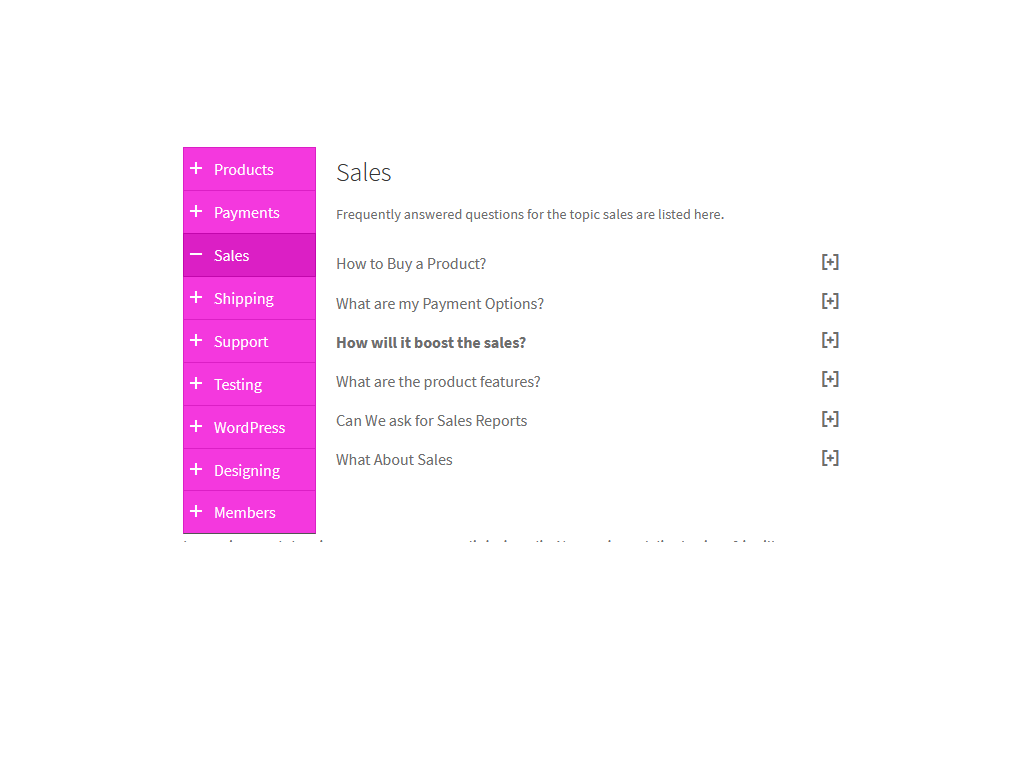 Products
Payments
Sales
Shipping
Support
Testing
WordPress
Designing
Members
Sales
Frequently answered questions for the topic sales are listed here.
How to Buy a Product? [+]
What are my Payment Options? [+]
How will it boost the sales? [+]
What are the product features? [+]
Can We ask for Sales Reports [+]
What About Sales [+]